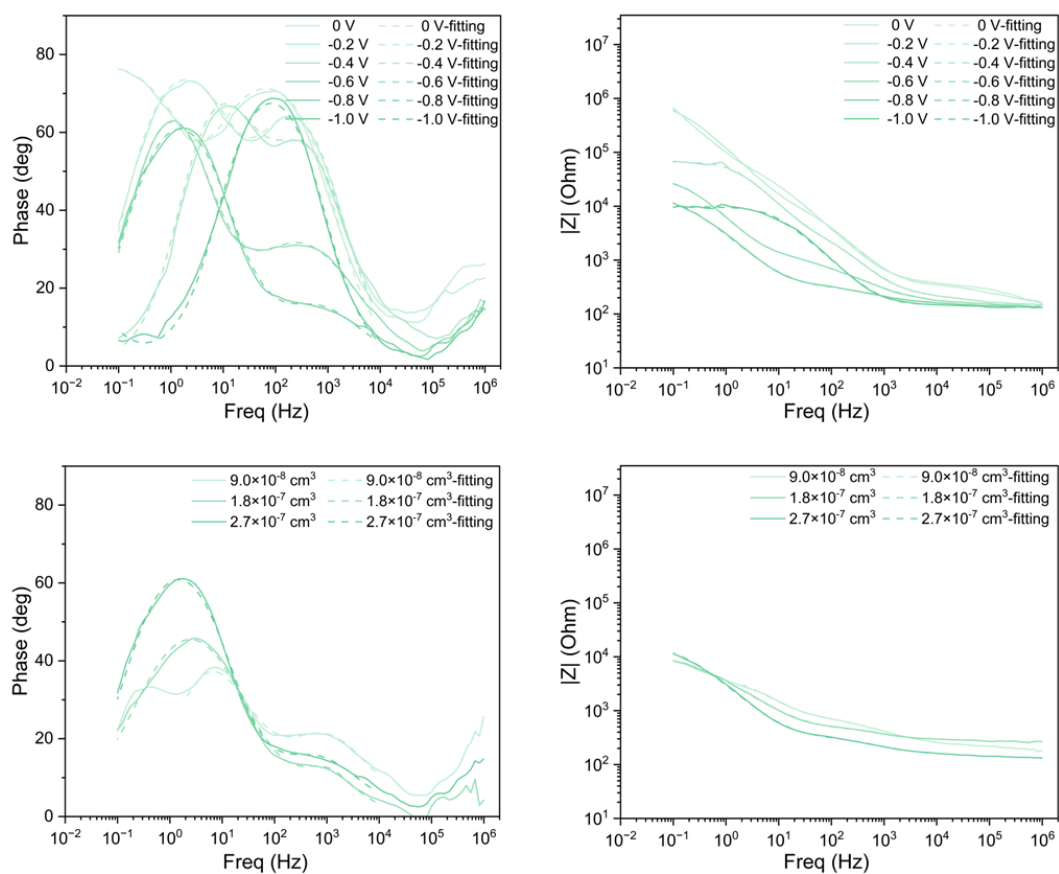 0 V 0 V-fitting
-0.2 V -0.2 V-fitting
-0.4 V -0.4 V-fitting
-0.6 V -0.6 V-fitting
-0.8 V -0.8 V-fitting
-1.0 V -1.0 V-fitting
80
60
40
20
0
Phase (deg)
10⁻² 10⁻¹ 10⁰ 10¹ 10² 10³ 10⁴ 10⁵ 10⁶
Freq (Hz)
0 V 0 V-fitting
-0.2 V -0.2 V-fitting
-0.4 V -0.4 V-fitting
-0.6 V -0.6 V-fitting
-0.8 V -0.8 V-fitting
-1.0 V -1.0 V-fitting
10⁷
10⁶
10⁵
10⁴
10³
10²
10¹
|Z| (Ohm)
10⁻² 10⁻¹ 10⁰ 10¹ 10² 10³ 10⁴ 10⁵ 10⁶
Freq (Hz)
9.0×10⁻⁸ cm³ 9.0×10⁻⁸ cm³-fitting
1.8×10⁻⁷ cm³ 1.8×10⁻⁷ cm³-fitting
2.7×10⁻⁷ cm³ 2.7×10⁻⁷ cm³-fitting
80
60
40
20
0
Phase (deg)
10⁻² 10⁻¹ 10⁰ 10¹ 10² 10³ 10⁴ 10⁵ 10⁶
Freq (Hz)
9.0×10⁻⁸ cm³ 9.0×10⁻⁸ cm³-fitting
1.8×10⁻⁷ cm³ 1.8×10⁻⁷ cm³-fitting
2.7×10⁻⁷ cm³ 2.7×10⁻⁷ cm³-fitting
10⁷
10⁶
10⁵
10⁴
10³
10²
10¹
|Z| (Ohm)
10⁻² 10⁻¹ 10⁰ 10¹ 10² 10³ 10⁴ 10⁵ 10⁶
Freq (Hz)